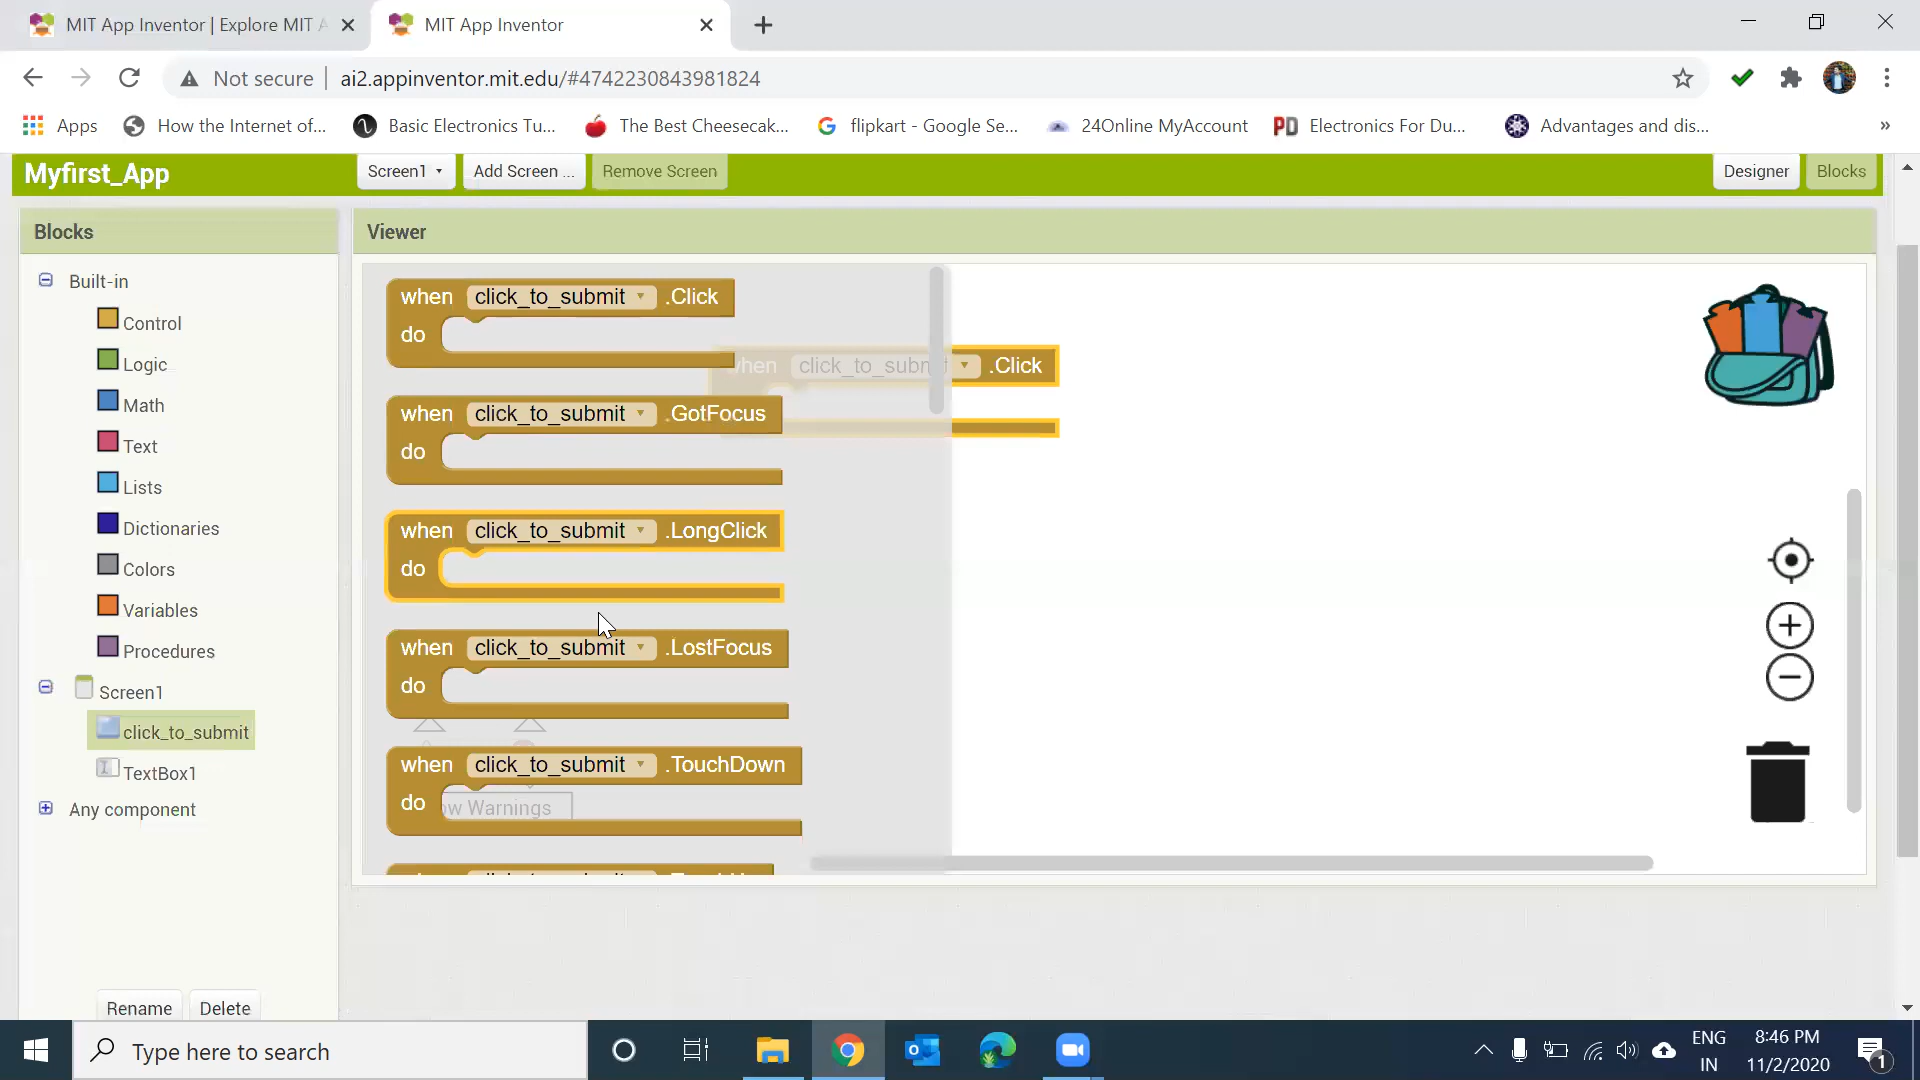 MIT App Inventor | Explore MIT A
MIT App Inventor
Not secure
ai2.appinventor.mit.edu/#4742230843981824
Apps
How the Internet of...
Basic Electronics Tu...
The Best Cheesecak...
flipkart - Google Se...
24Online MyAccount
PD
Electronics For Du...
Advantages and dis...
»
Myfirst_App
Screen1
Add Screen ...
Remove Screen
Designer
Blocks
Blocks
Viewer
Built-in
Control
Logic
Math
Text
Lists
Dictionaries
Colors
Variables
Procedures
Screen1
click_to_submit
TextBox1
Any component
Rename
Delete
when click_to_submit .Click
do
when click_to_submit .Click
when click_to_submit .GotFocus
do
when click_to_submit .LongClick
do
when click_to_submit .LostFocus
do
when click_to_submit .TouchDown
do
ow Warnings
Type here to search
ENG
IN
8:46 PM
11/2/2020
1